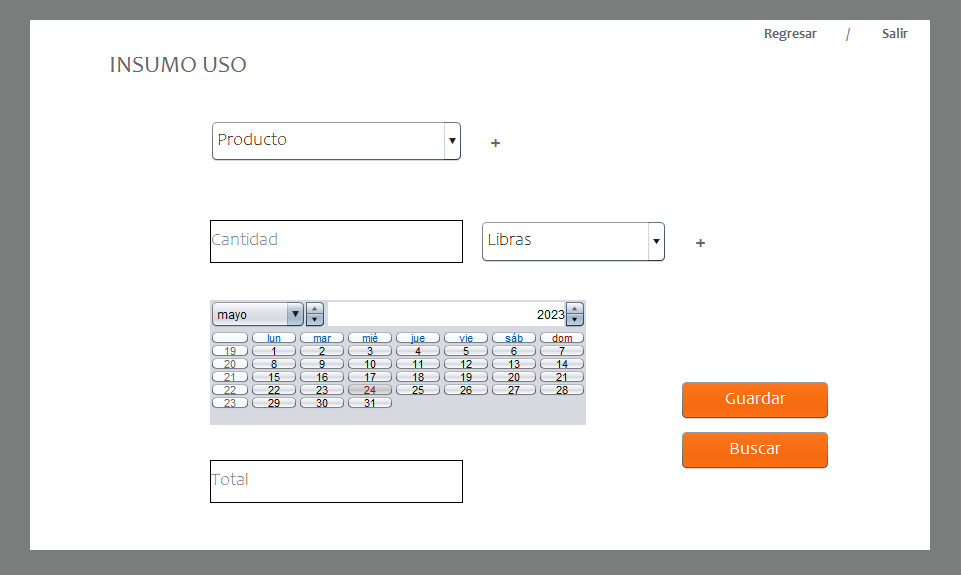 Regresar / Salir
INSUMO USO
Producto +
Cantidad Libras +
mayo 2023
lun mar mié jue vie sáb dom
19 1 2 3 4 5 6 7
20 8 9 10 11 12 13 14
21 15 16 17 18 19 20 21
22 22 23 24 25 26 27 28
23 29 30 31
Guardar
Buscar
Total